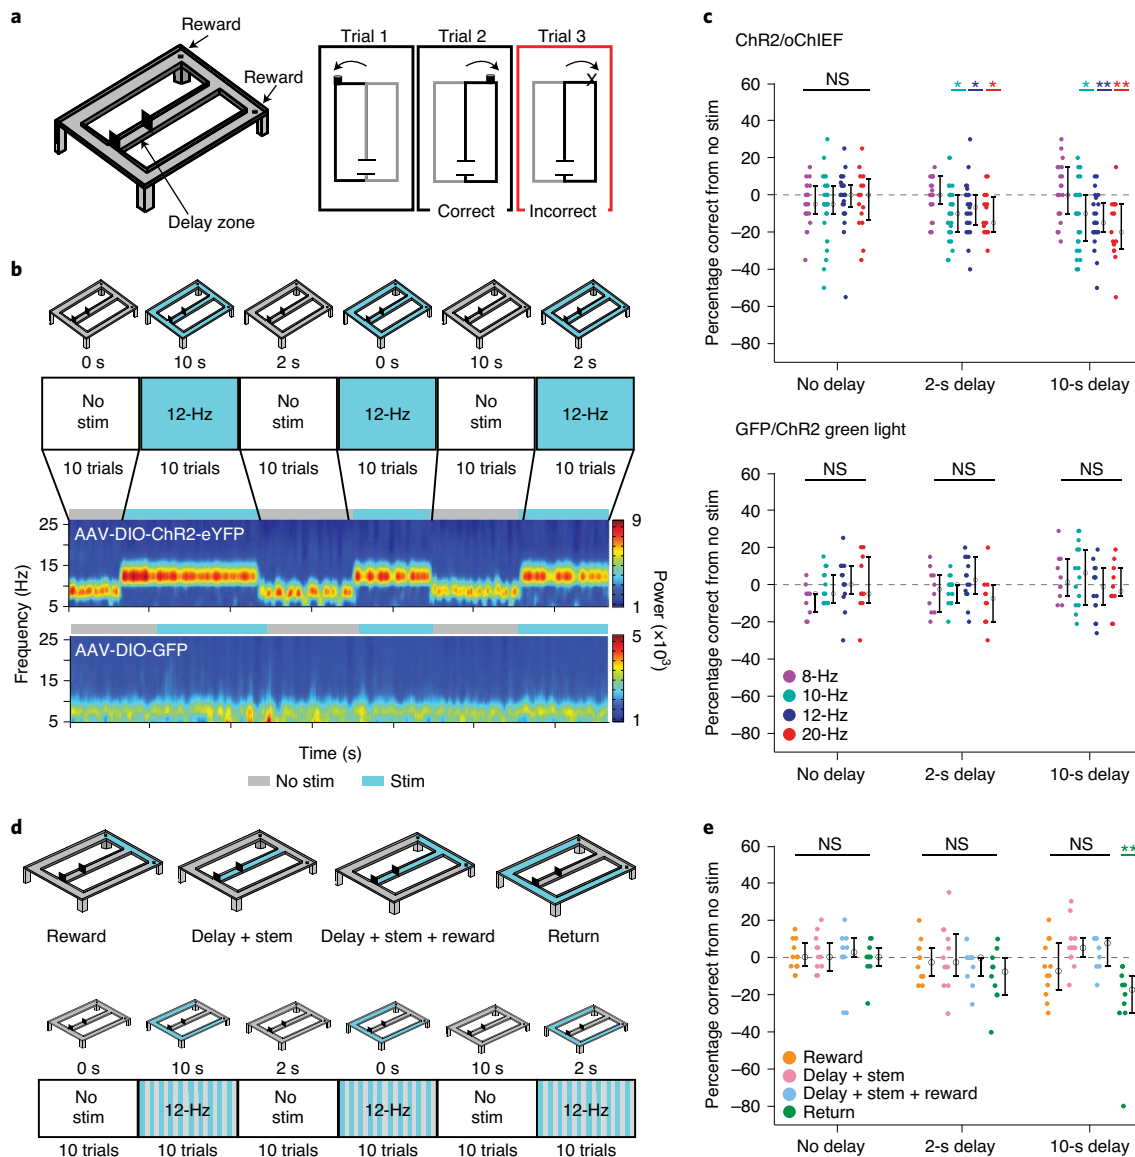 a
Reward
Reward
Delay zone
Trial 1
Trial 2
Trial 3
X
Correct
Incorrect
b
0 s
10 s
2 s
0 s
10 s
2 s
No stim
12-Hz
No stim
12-Hz
No stim
12-Hz
10 trials
10 trials
10 trials
10 trials
10 trials
10 trials
AAV-DIO-ChR2-eYFP
25
15
5
9
1
AAV-DIO-GFP
25
15
5
5
1
Frequency (Hz)
Power (×10³)
Time (s)
No stim
Stim
c
ChR2/oChIEF
Percentage correct from no stim
60
40
20
0
–20
–40
–60
–80
NS
*
*
*
*
**
**
No delay
2-s delay
10-s delay
GFP/ChR2 green light
Percentage correct from no stim
60
40
20
0
–20
–40
–60
–80
NS
NS
NS
8-Hz
10-Hz
12-Hz
20-Hz
No delay
2-s delay
10-s delay
d
Reward
Delay + stem
Delay + stem + reward
Return
0 s
10 s
2 s
0 s
10 s
2 s
No stim
12-Hz
No stim
12-Hz
No stim
12-Hz
10 trials
10 trials
10 trials
10 trials
10 trials
10 trials
e
Percentage correct from no stim
60
40
20
0
–20
–40
–60
–80
NS
NS
NS
**
Reward
Delay + stem
Delay + stem + reward
Return
No delay
2-s delay
10-s delay